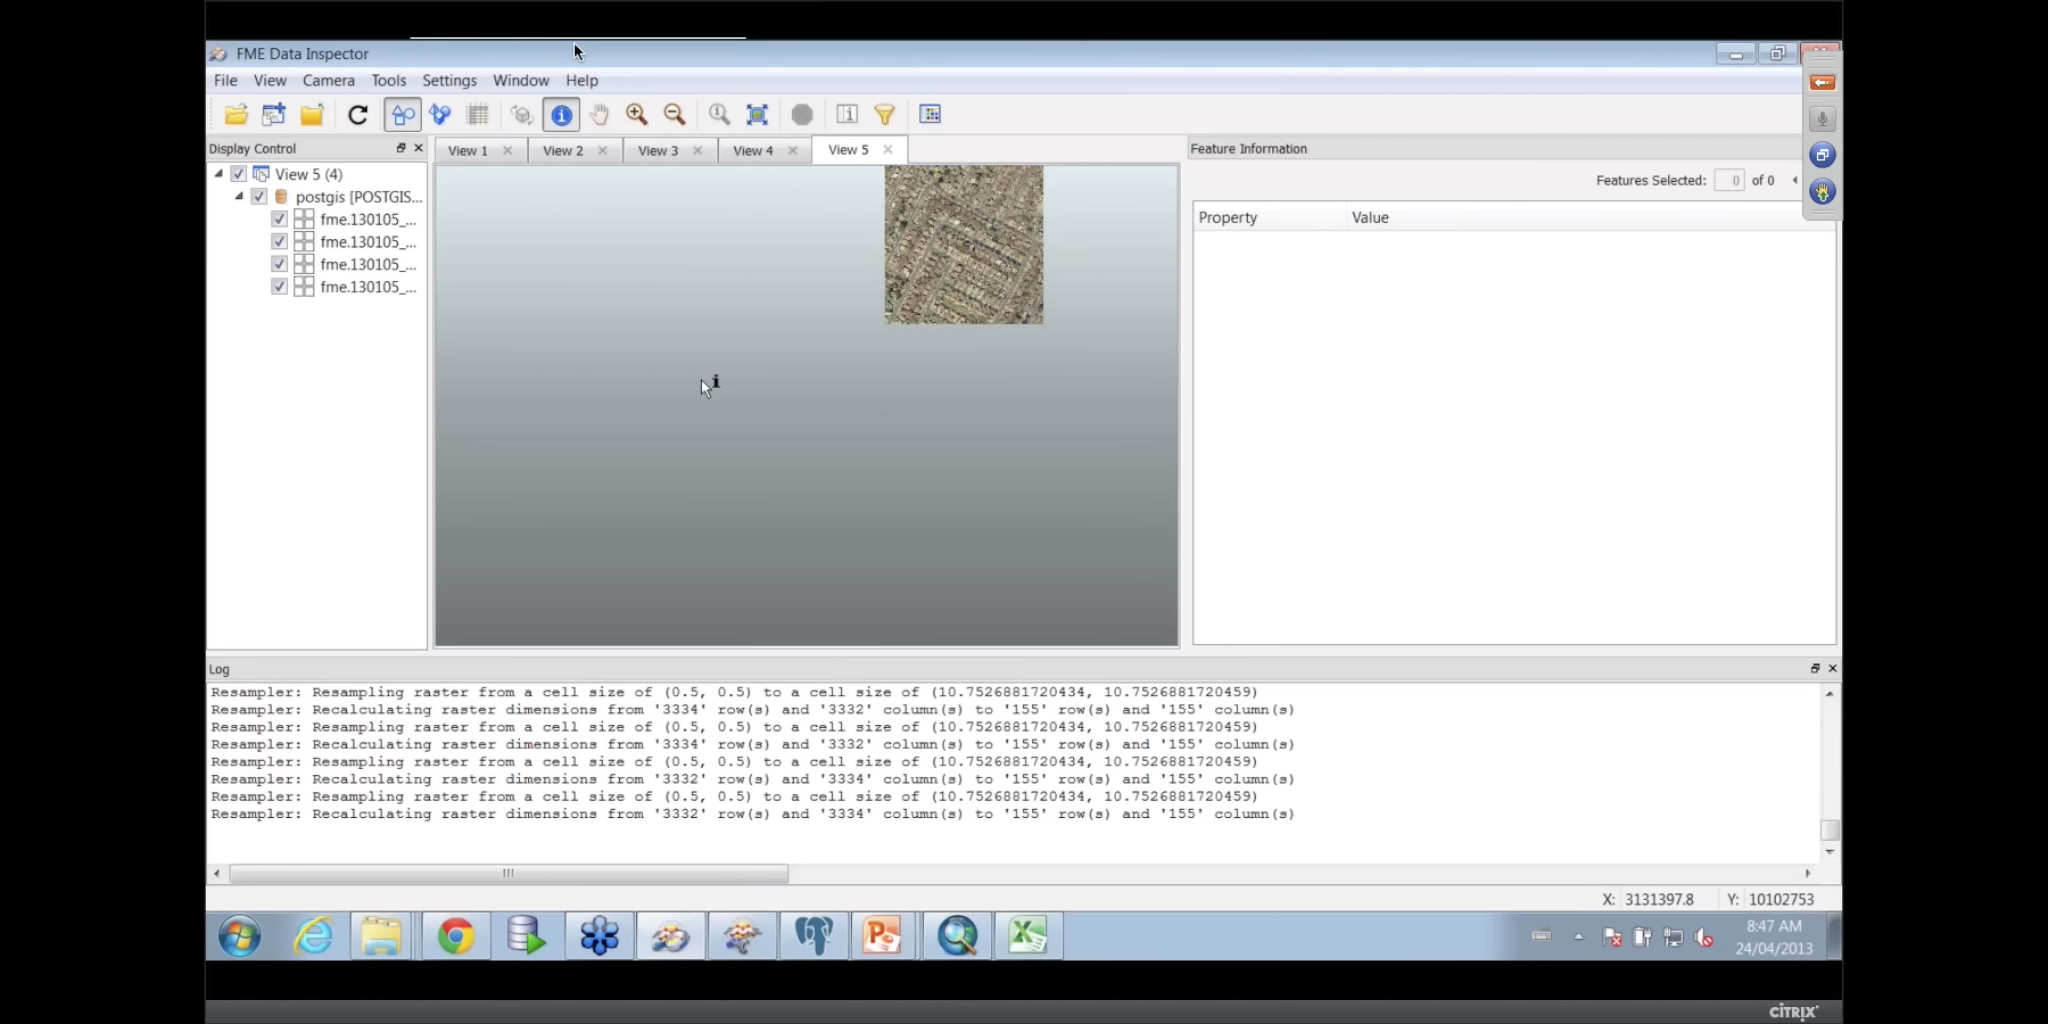 FME Data Inspector
File View Camera Tools Settings Window Help
Display Control
View 1 View 2 View 3 View 4 View 5
Feature Information
View 5 (4)
postgis [POSTGIS...
fme.130105_...
fme.130105_...
fme.130105_...
fme.130105_...
Features Selected: 0 of 0
Property Value
Log
Resampler: Resampling raster from a cell size of (0.5, 0.5) to a cell size of (10.7526881720434, 10.7526881720459)
Resampler: Recalculating raster dimensions from '3334' row(s) and '3332' column(s) to '155' row(s) and '155' column(s)
Resampler: Resampling raster from a cell size of (0.5, 0.5) to a cell size of (10.7526881720434, 10.7526881720459)
Resampler: Recalculating raster dimensions from '3334' row(s) and '3332' column(s) to '155' row(s) and '155' column(s)
Resampler: Resampling raster from a cell size of (0.5, 0.5) to a cell size of (10.7526881720434, 10.7526881720459)
Resampler: Recalculating raster dimensions from '3332' row(s) and '3334' column(s) to '155' row(s) and '155' column(s)
Resampler: Resampling raster from a cell size of (0.5, 0.5) to a cell size of (10.7526881720434, 10.7526881720459)
Resampler: Recalculating raster dimensions from '3332' row(s) and '3334' column(s) to '155' row(s) and '155' column(s)
X: 3131397.8 Y: 10102753
8:47 AM
24/04/2013
CITRIX